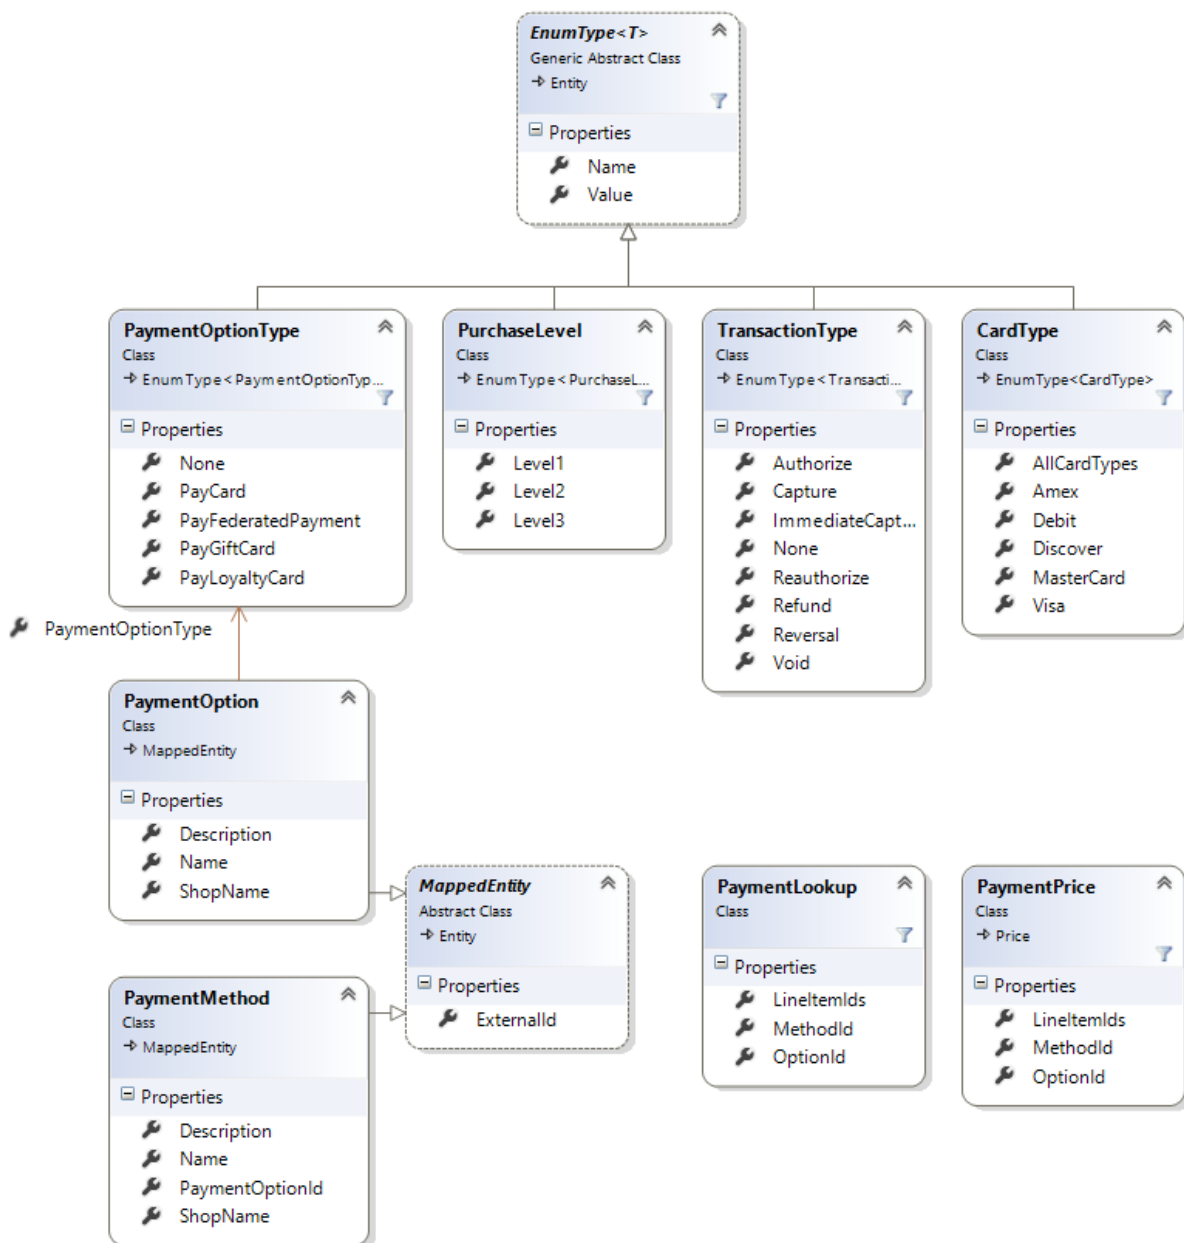 EnumType<T>
Generic Abstract Class
Entity
Properties
Name
Value
PaymentOptionType
Class
EnumType<PaymentOptionTyp...
Properties
None
PayCard
PayFederatedPayment
PayGiftCard
PayLoyaltyCard
PurchaseLevel
Class
EnumType<PurchaseL...
Properties
Level1
Level2
Level3
TransactionType
Class
EnumType<Transacti...
Properties
Authorize
Capture
ImmediateCapt...
None
Reauthorize
Refund
Reversal
Void
CardType
Class
EnumType<CardType>
Properties
AllCardTypes
Amex
Debit
Discover
MasterCard
Visa
PaymentOptionType
PaymentOption
Class
MappedEntity
Properties
Description
Name
ShopName
MappedEntity
Abstract Class
Entity
Properties
ExternalId
PaymentLookup
Class
Properties
LineItemIds
MethodId
OptionId
PaymentPrice
Class
Price
Properties
LineItemIds
MethodId
OptionId
PaymentMethod
Class
MappedEntity
Properties
Description
Name
PaymentOptionId
ShopName